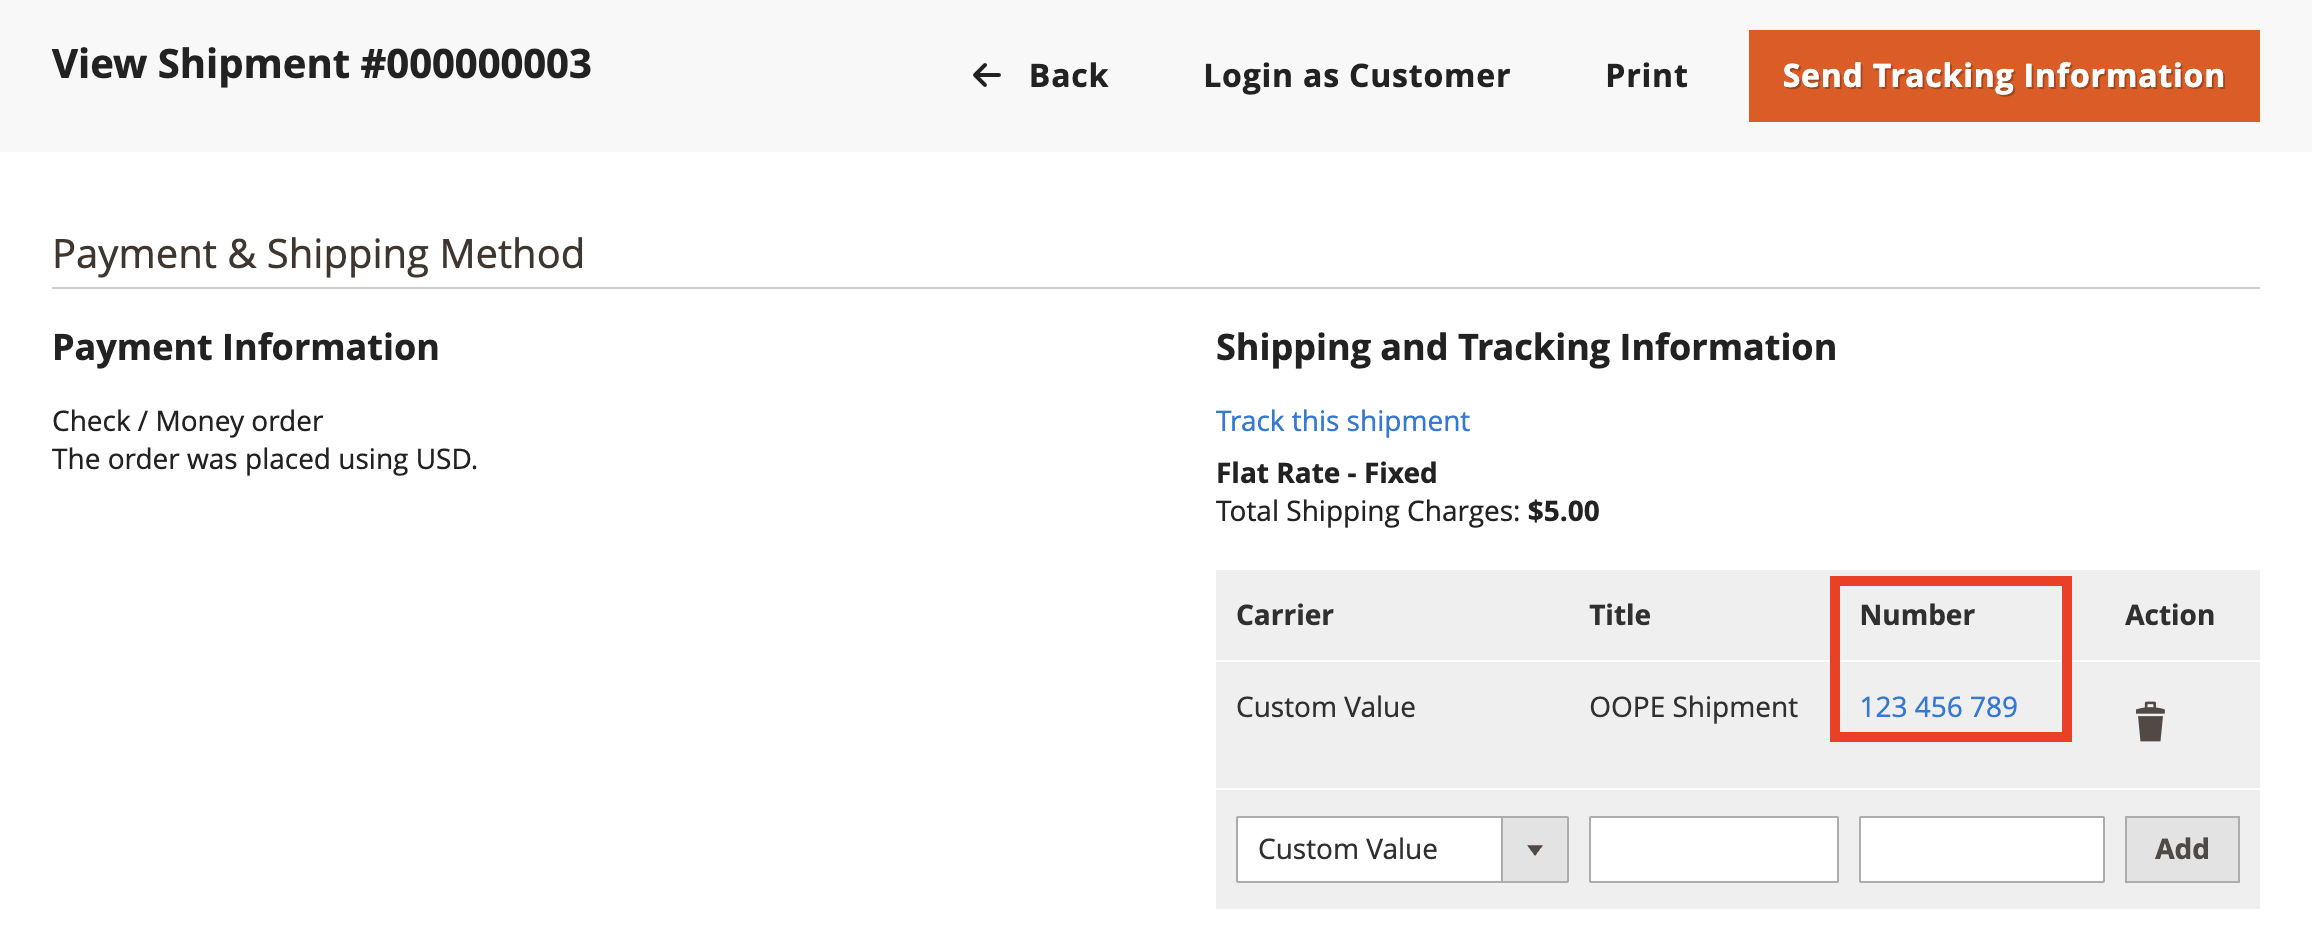 View Shipment #000000003
Back
Login as Customer
Print
Send Tracking Information
Payment & Shipping Method
Payment Information
Check / Money order
The order was placed using USD.
Shipping and Tracking Information
Track this shipment
Flat Rate - Fixed
Total Shipping Charges: $5.00
Carrier Title Number Action
Custom Value OOPE Shipment 123 456 789
Custom Value Add